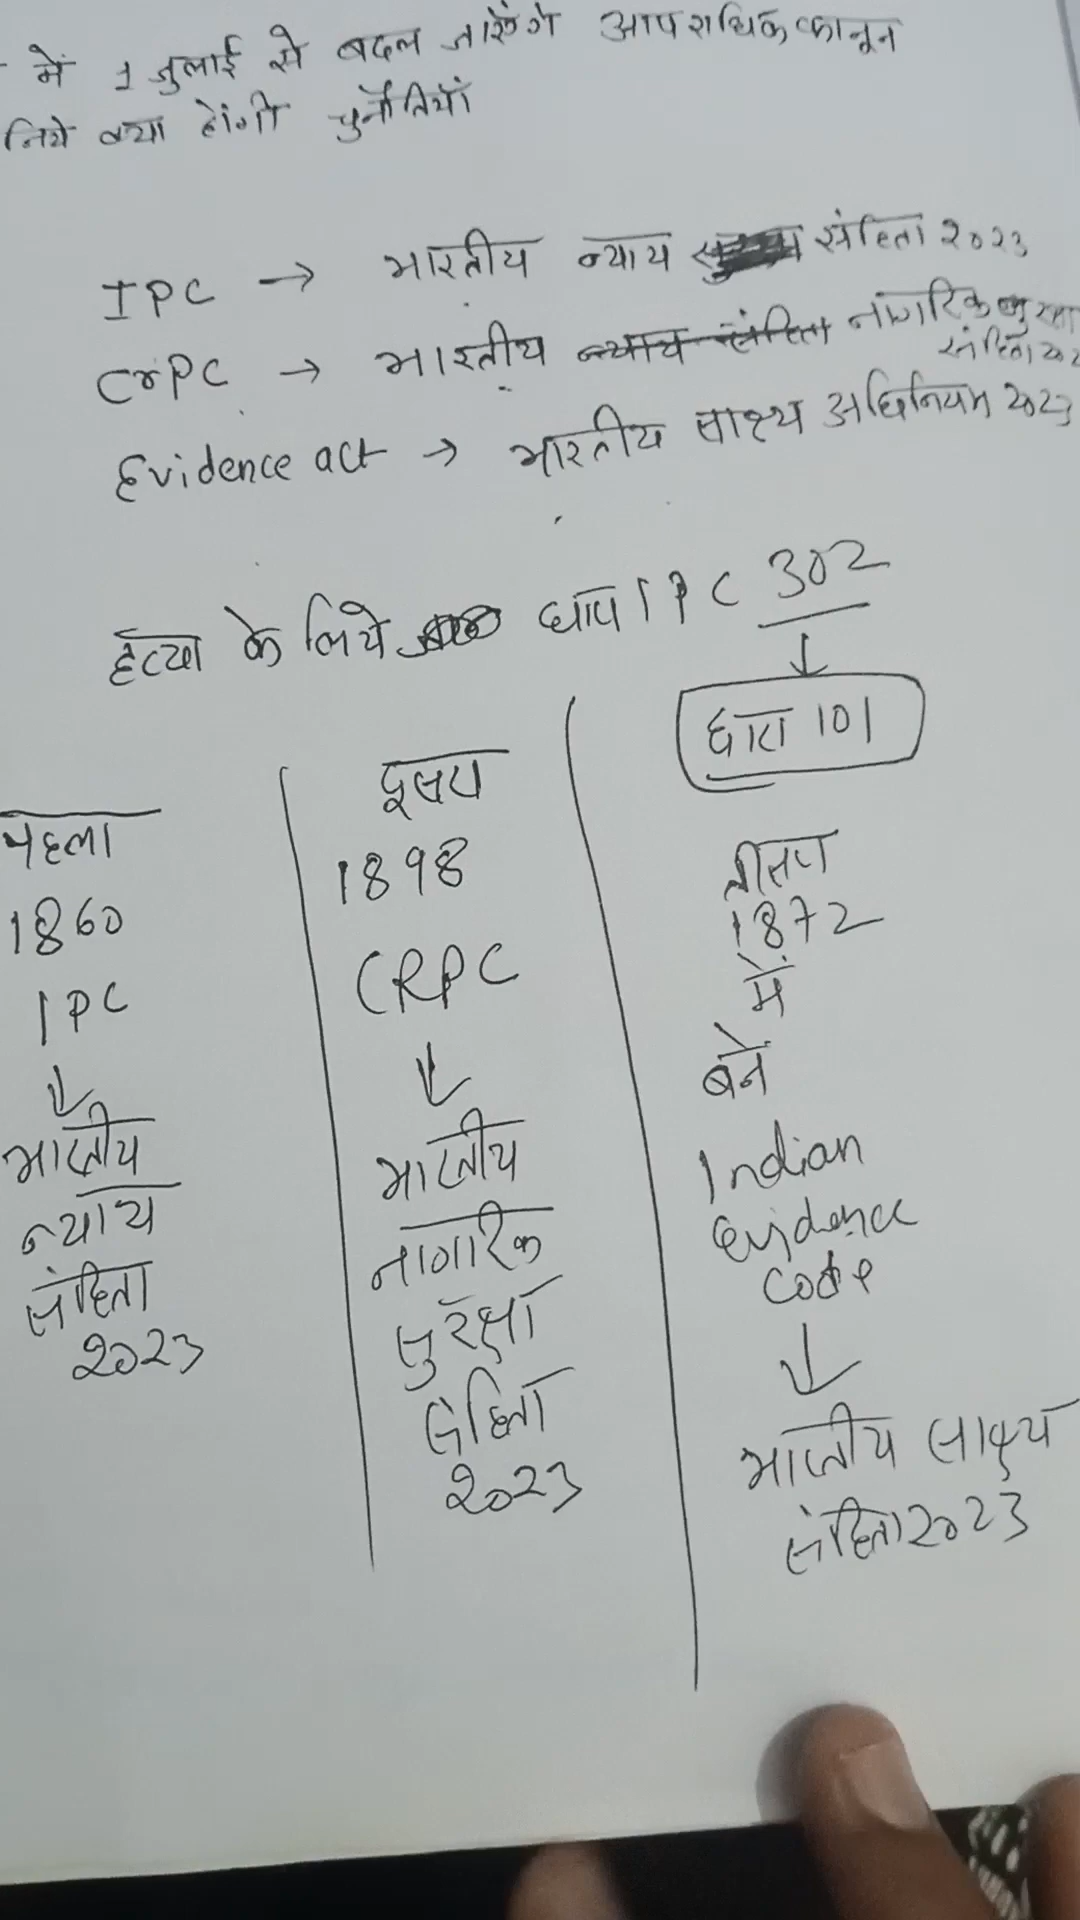 में 1 जुलाई से बदल जाएंगे आपराधिक कानून
निये क्या होंगी चुनौतियाँ
IPC → भारतीय न्याय संहिता 2023
CrPC → भारतीय न्याय संहिता नागरिक सुरक्षा
संहिता 202
Evidence act → भारतीय साक्ष्य अधिनियम 2023
हत्या के लिये धारा IPC 302
↓
धारा 101
पहला
1860
IPC
↓
भारतीय
न्याय
संहिता
2023
दूसरा
1898
CRPC
↓
भारतीय
नागरिक
सुरक्षा
संहिता
2023
तीसरा
1872
में
बने
Indian
Evidence
Code
↓
भारतीय साक्ष्य
संहिता 2023